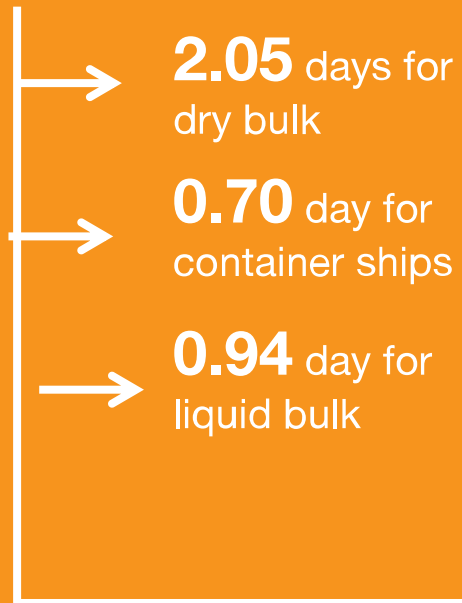 2.05 days for
dry bulk
0.70 day for
container ships
0.94 day for
liquid bulk